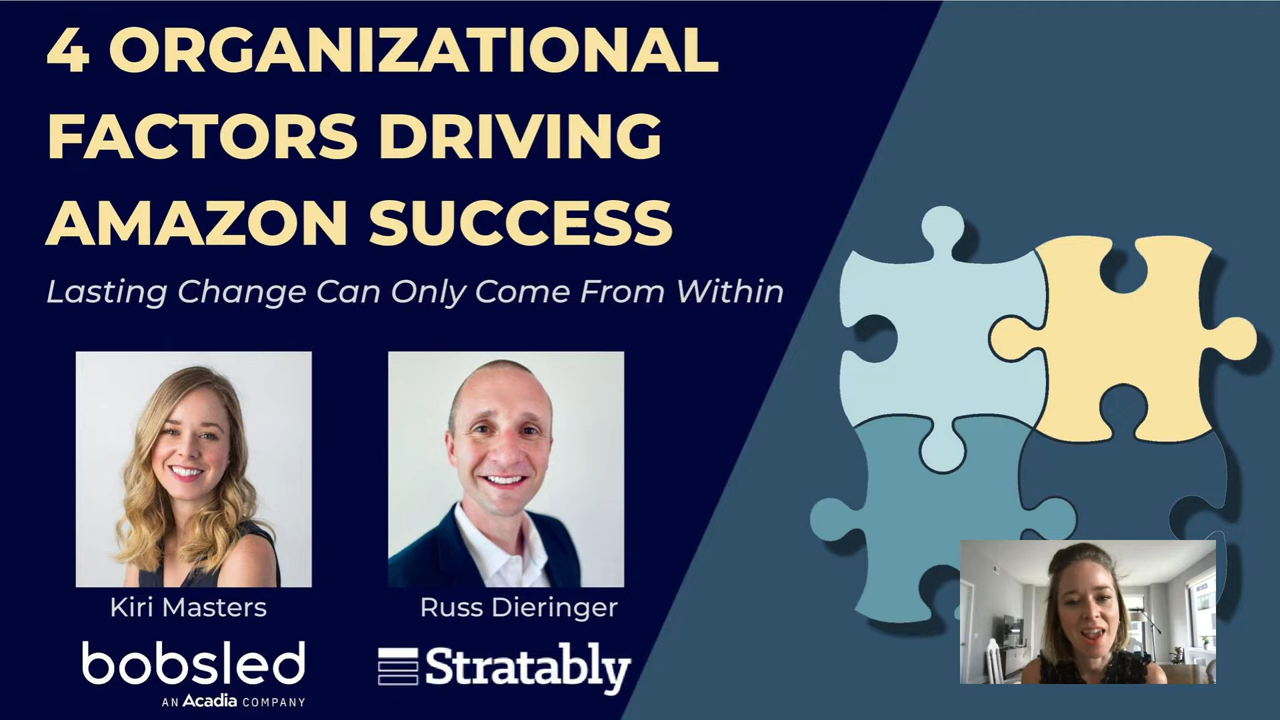 4 ORGANIZATIONAL
FACTORS DRIVING
AMAZON SUCCESS
Lasting Change Can Only Come From Within
Kiri Masters
Russ Dieringer
bobsled
AN Acadia COMPANY
Stratably